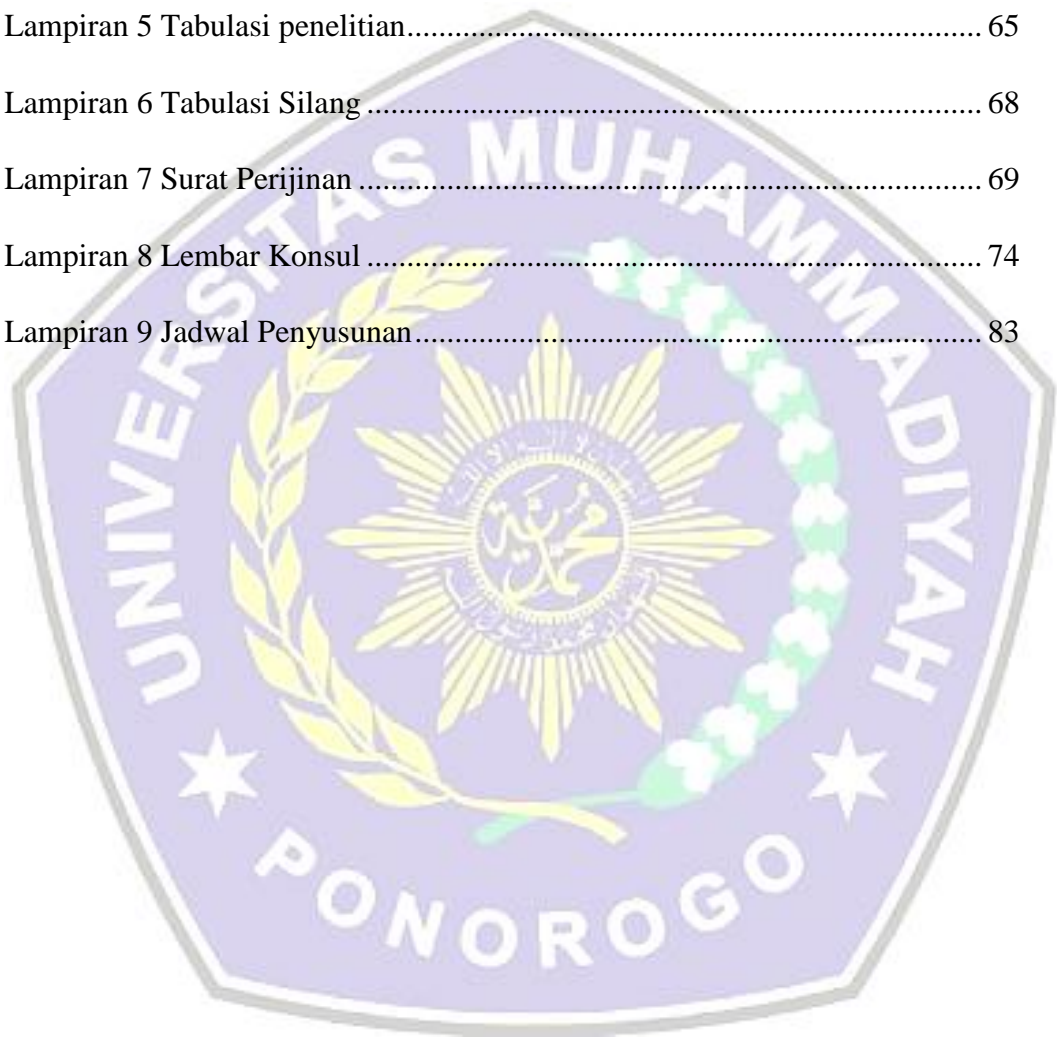 Lampiran 5 Tabulasi penelitian.......................................................................... 65
Lampiran 6 Tabulasi Silang ................................................................................ 68
Lampiran 7 Surat Perijinan ................................................................................. 69
Lampiran 8 Lembar Konsul ................................................................................ 74
Lampiran 9 Jadwal Penyusunan......................................................................... 83
UNIVERSITAS MUHAMMADIYAH
PONOROGO